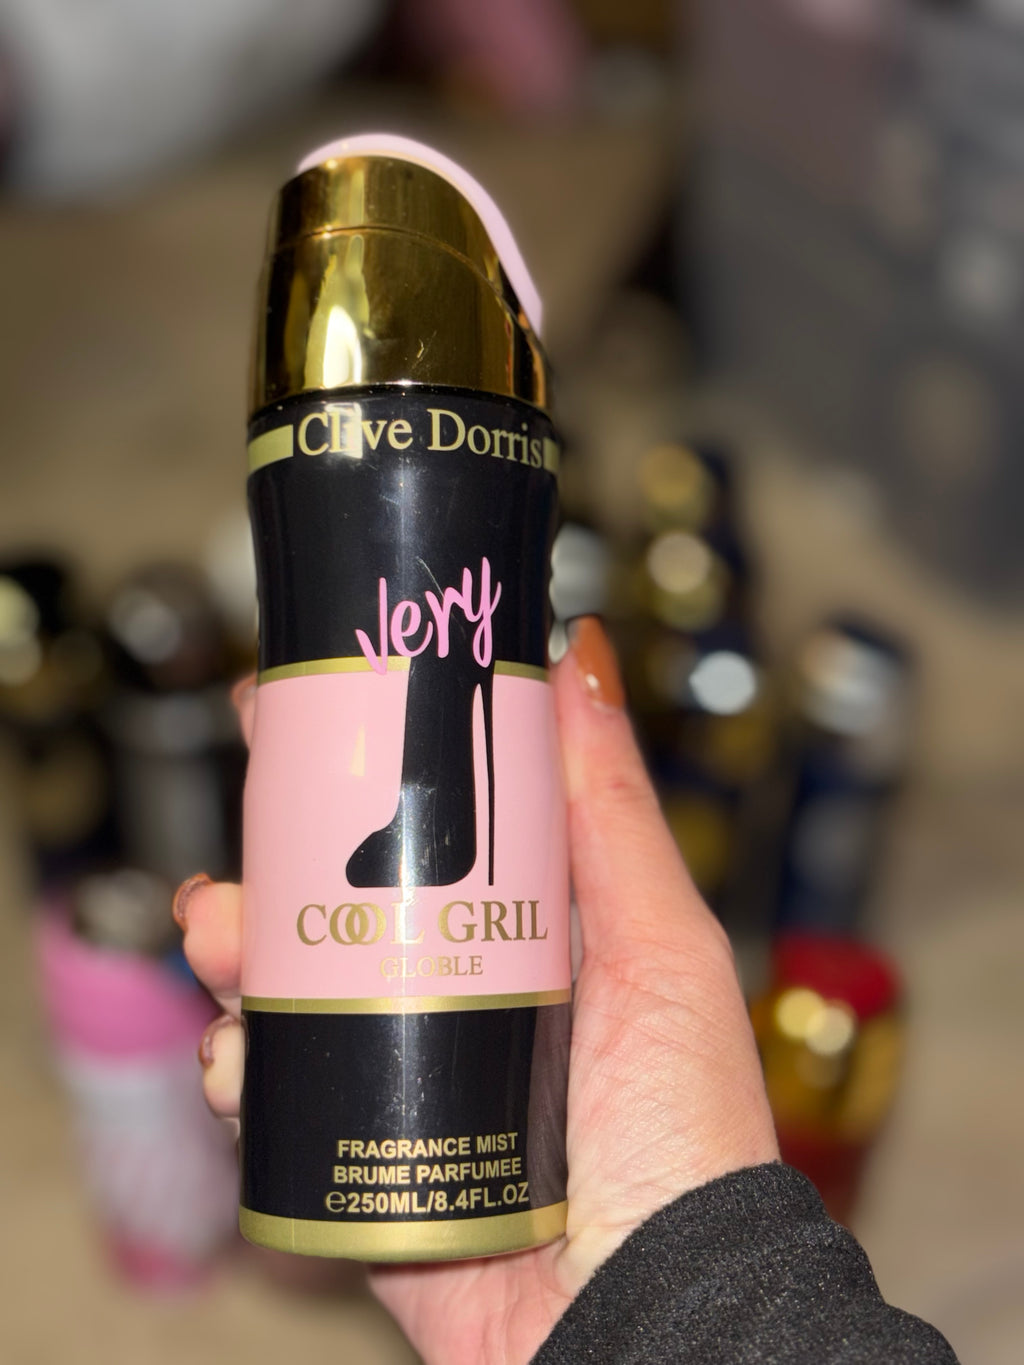 Clive Dorris
Very
COOL GRIL
GLOBLE
FRAGRANCE MIST
BRUME PARFUMEE
℮250ML/8.4FL.OZ